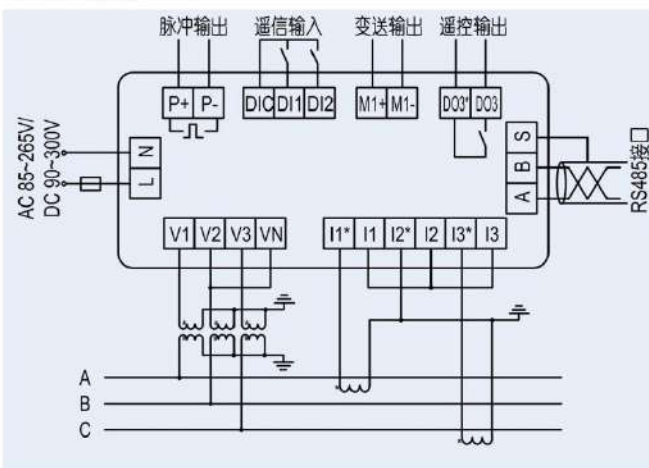 脉冲输出 遥信输入 变送输出 遥控输出
P+ P- DIC DI1 DI2 M1+ M1- DO3* DO3
AC 85~265V/
DC 90~300V
N
L
S
B
A
RS485接口
V1 V2 V3 VN I1* I1 I2* I2 I3* I3
A
B
C